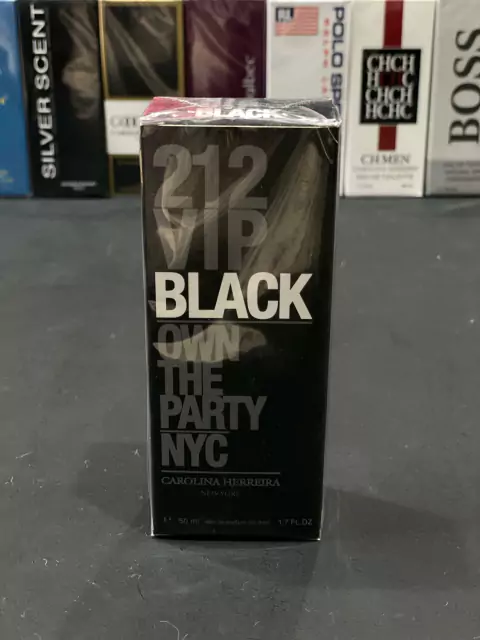 SILVER SCENT
POLO SP
CHCH
H C
CHCH
HCHC
CH MEN
BOSS
BLACK
212
VIP
BLACK
OWN
THE
PARTY
NYC
CAROLINA HERRERA
NEW YORK
50 ml
1.7 FL.OZ